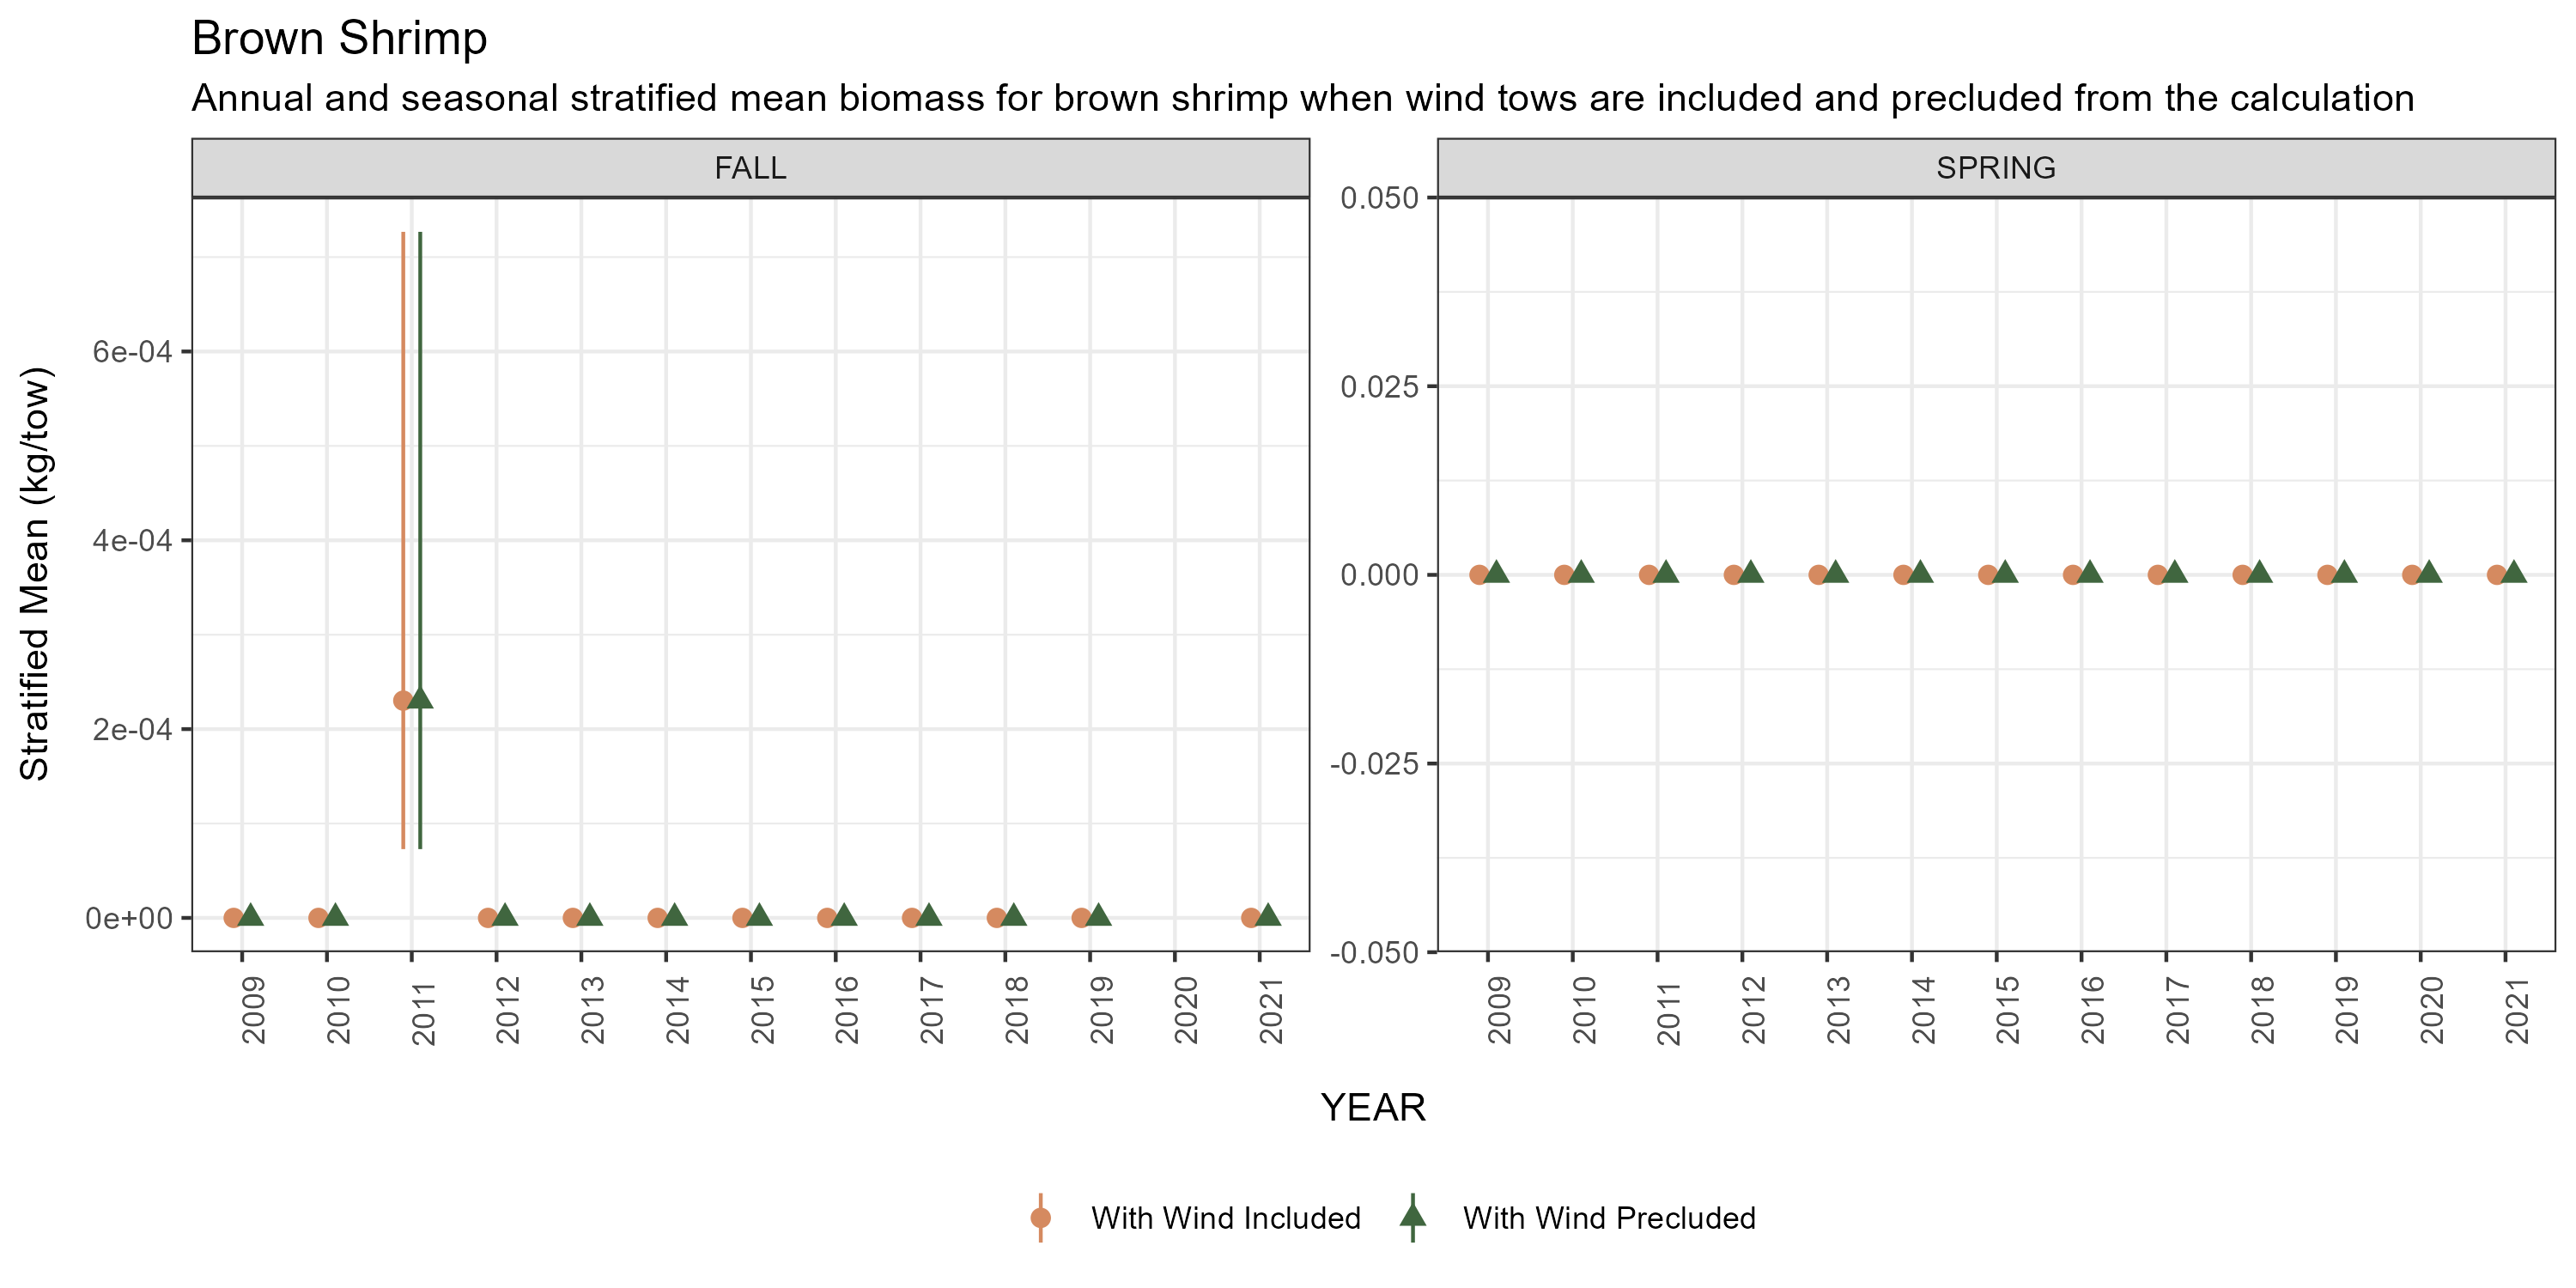 Brown Shrimp
Annual and seasonal stratified mean biomass for brown shrimp when wind tows are included and precluded from the calculation
FALL
SPRING
Stratified Mean (kg/tow)
6e-04
4e-04
2e-04
0e+00
0.050
0.025
0.000
-0.025
-0.050
2009 2010 2011 2012 2013 2014 2015 2016 2017 2018 2019 2020 2021
2009 2010 2011 2012 2013 2014 2015 2016 2017 2018 2019 2020 2021
YEAR
With Wind Included
With Wind Precluded